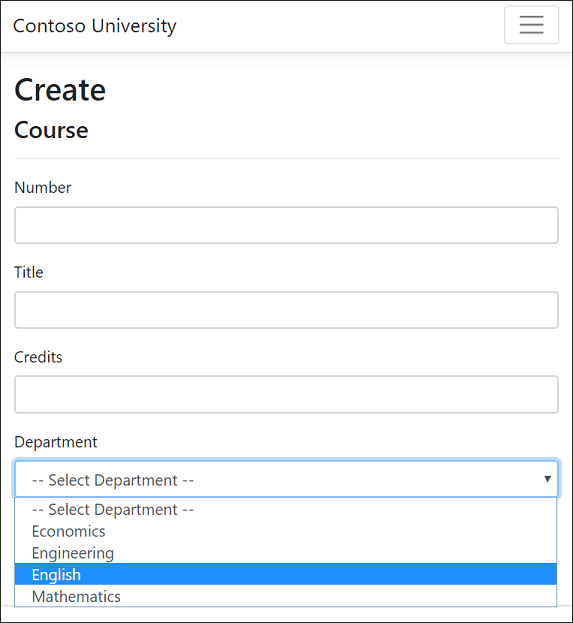 Contoso University
Create
Course
Number
Title
Credits
Department
-- Select Department --
-- Select Department --
Economics
Engineering
English
Mathematics